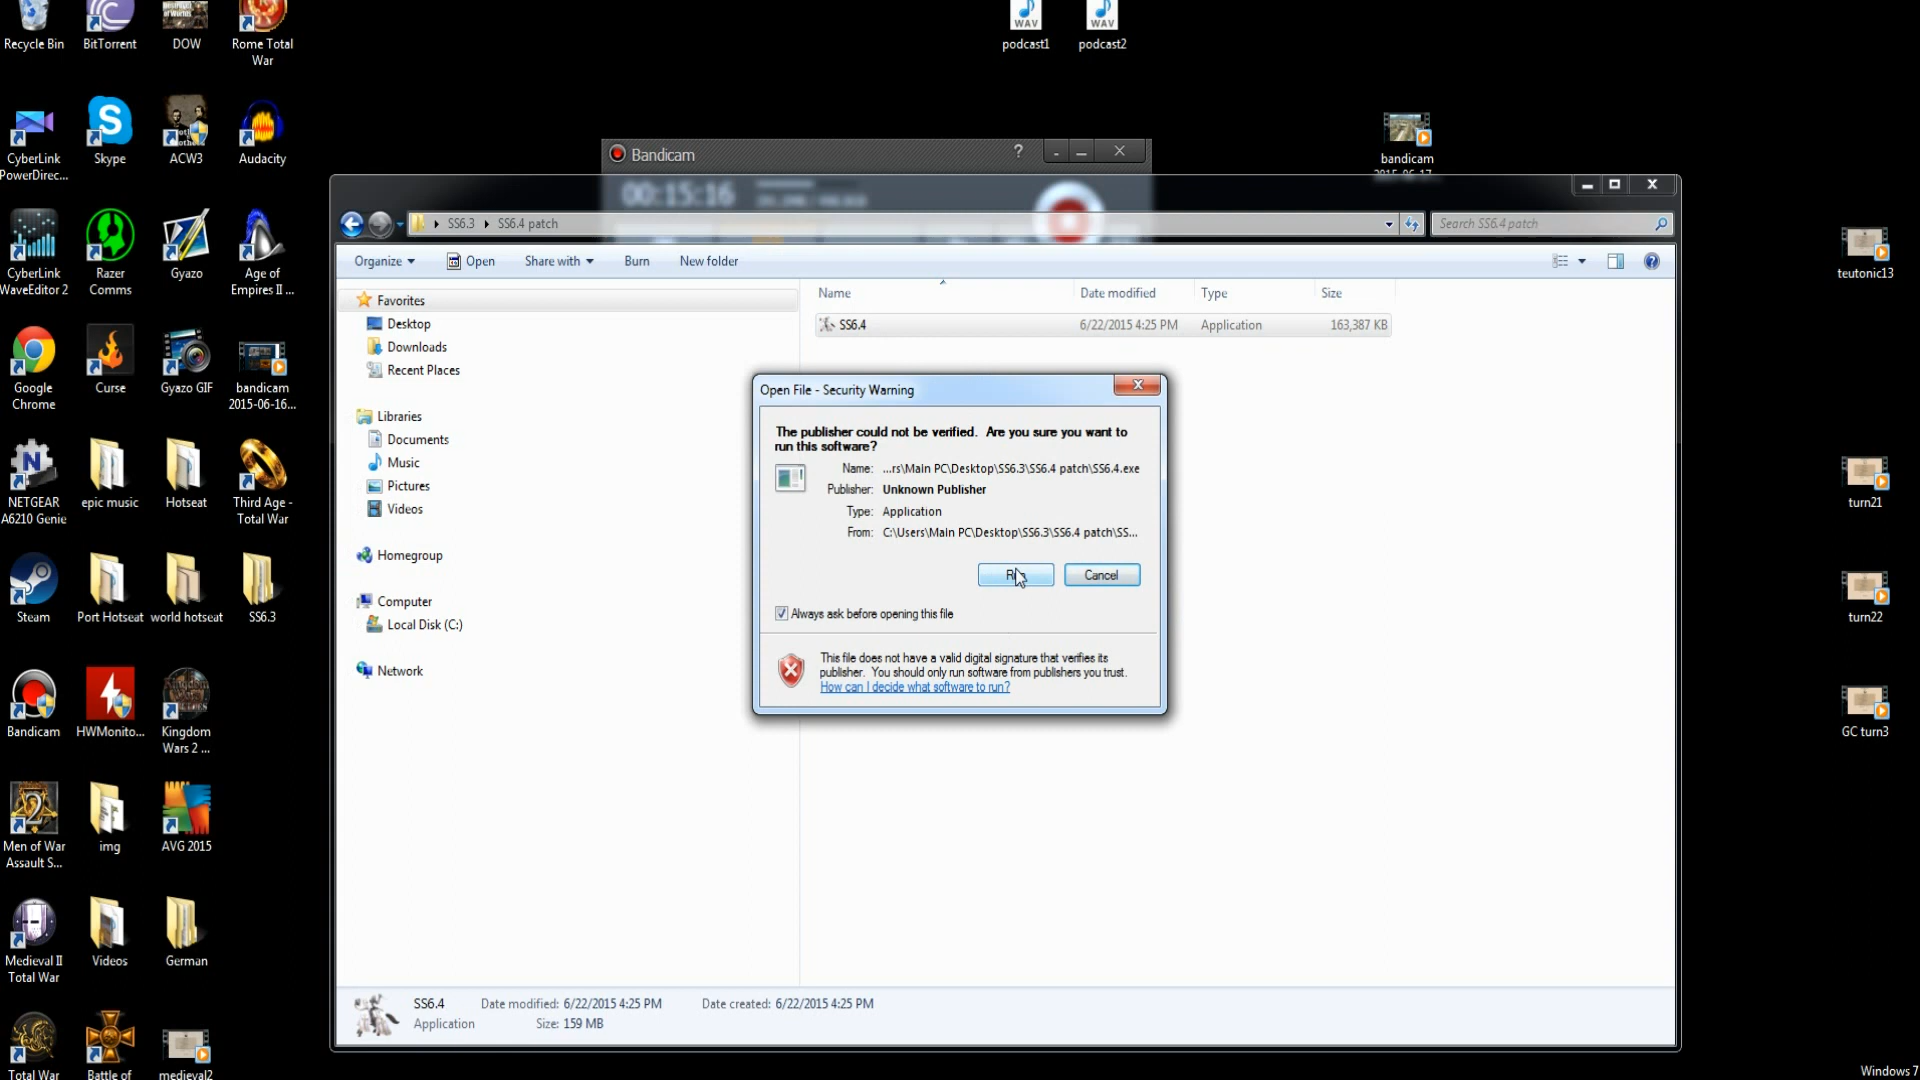 Recycle Bin
BitTorrent
DOW
Rome Total
War
podcast1
podcast2
WAV
WAV
CyberLink
PowerDirec...
Skype
ACW3
Audacity
bandicam
2015-06-17...
Bandicam
?
00:15:16
SS6.3
SS6.4 patch
Search SS6.4 patch
CyberLink
WaveEditor 2
Razer
Comms
Gyazo
Age of
Empires II ...
teutonic13
Organize
Open
Share with
Burn
New folder
Name
Date modified
Type
Size
SS6.4
6/22/2015 4:25 PM
Application
163,387 KB
Favorites
Desktop
Downloads
Recent Places
Libraries
Documents
Music
Pictures
Videos
Homegroup
Computer
Local Disk (C:)
Network
Google
Chrome
Curse
Gyazo GIF
bandicam
2015-06-16...
Open File - Security Warning
The publisher could not be verified.  Are you sure you want to
run this software?
Name: ...rs\Main PC\Desktop\SS6.3\SS6.4 patch\SS6.4.exe
Publisher: Unknown Publisher
Type: Application
From: C:\Users\Main PC\Desktop\SS6.3\SS6.4 patch\SS...
Cancel
Always ask before opening this file
This file does not have a valid digital signature that verifies its
publisher.  You should only run software from publishers you trust.
How can I decide what software to run?
NETGEAR
A6210 Genie
epic music
Hotseat
Third Age -
Total War
turn21
Steam
Port Hotseat
world hotseat
SS6.3
turn22
Bandicam
HWMonito...
Kingdom
Wars 2 ...
GC turn3
Men of War
Assault S...
img
AVG 2015
Medieval II
Total War
Videos
German
SS6.4
Date modified: 6/22/2015 4:25 PM
Date created: 6/22/2015 4:25 PM
Application
Size: 159 MB
Total War
Battle of
medieval2
Windows 7